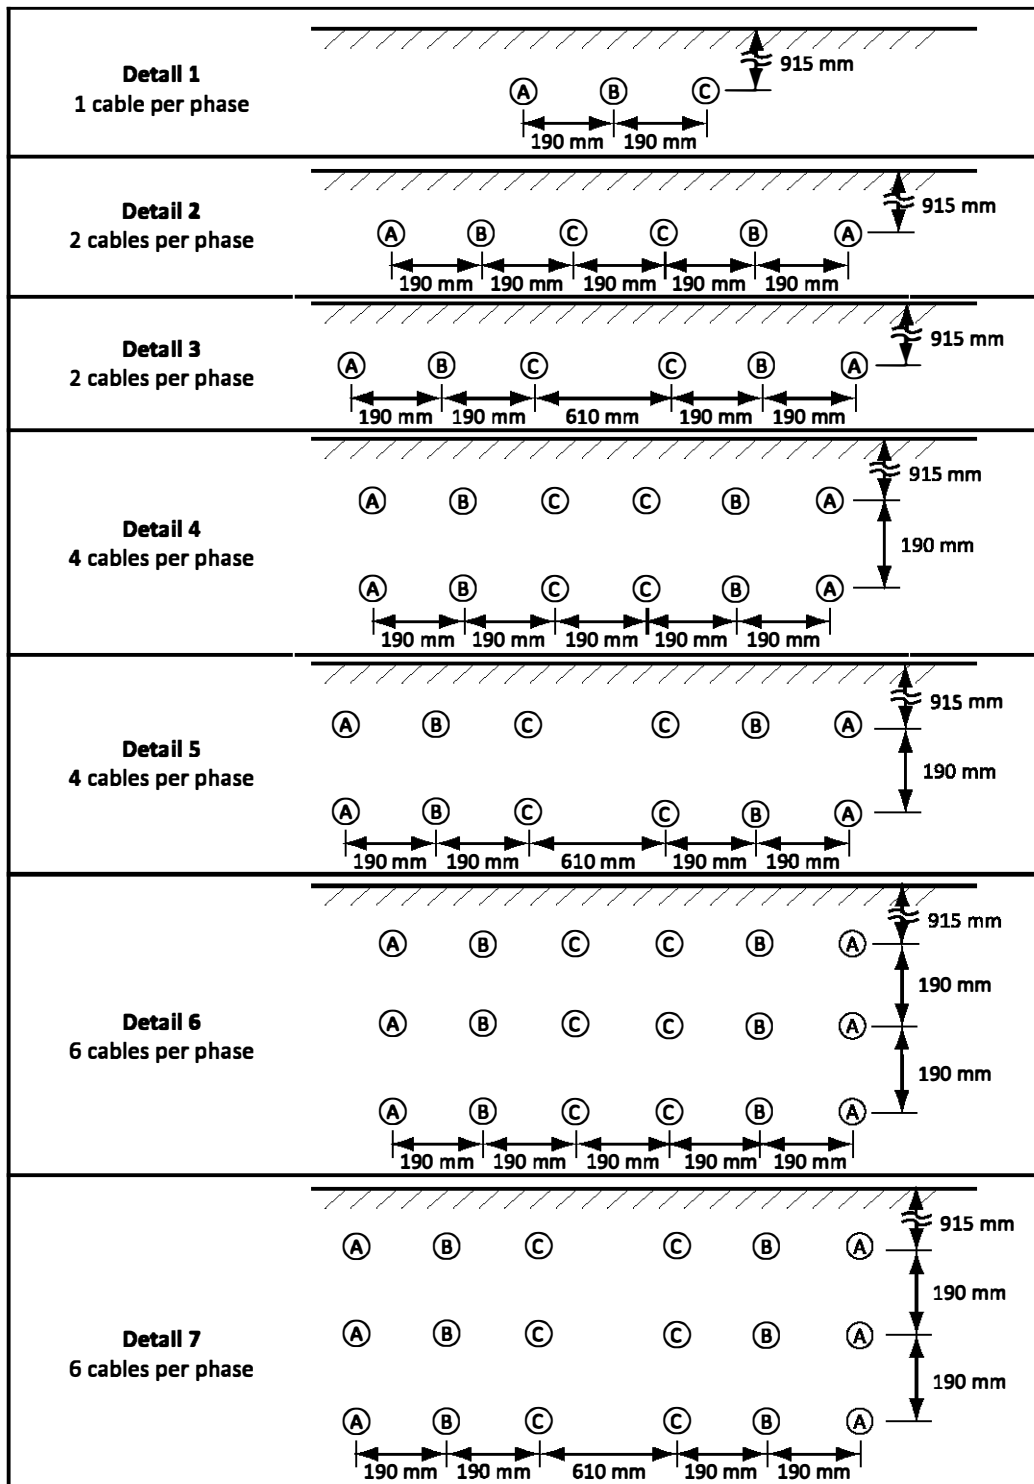 915 mm
Detail 1
1 cable per phase
A B C
190 mm 190 mm
Detail 2
2 cables per phase
915 mm
A B C C B A
190 mm 190 mm 190 mm 190 mm 190 mm
Detail 3
2 cables per phase
915 mm
A B C C B A
190 mm 190 mm 610 mm 190 mm 190 mm
Detail 4
4 cables per phase
915 mm
A B C C B A
190 mm
A B C C B A
190 mm 190 mm 190 mm 190 mm 190 mm
Detail 5
4 cables per phase
915 mm
A B C C B A
190 mm
A B C C B A
190 mm 190 mm 610 mm 190 mm 190 mm
Detail 6
6 cables per phase
915 mm
A B C C B A
190 mm
A B C C B A
190 mm
A B C C B A
190 mm 190 mm 190 mm 190 mm 190 mm
Detail 7
6 cables per phase
915 mm
A B C C B A
190 mm
A B C C B A
190 mm
A B C C B A
190 mm 190 mm 610 mm 190 mm 190 mm